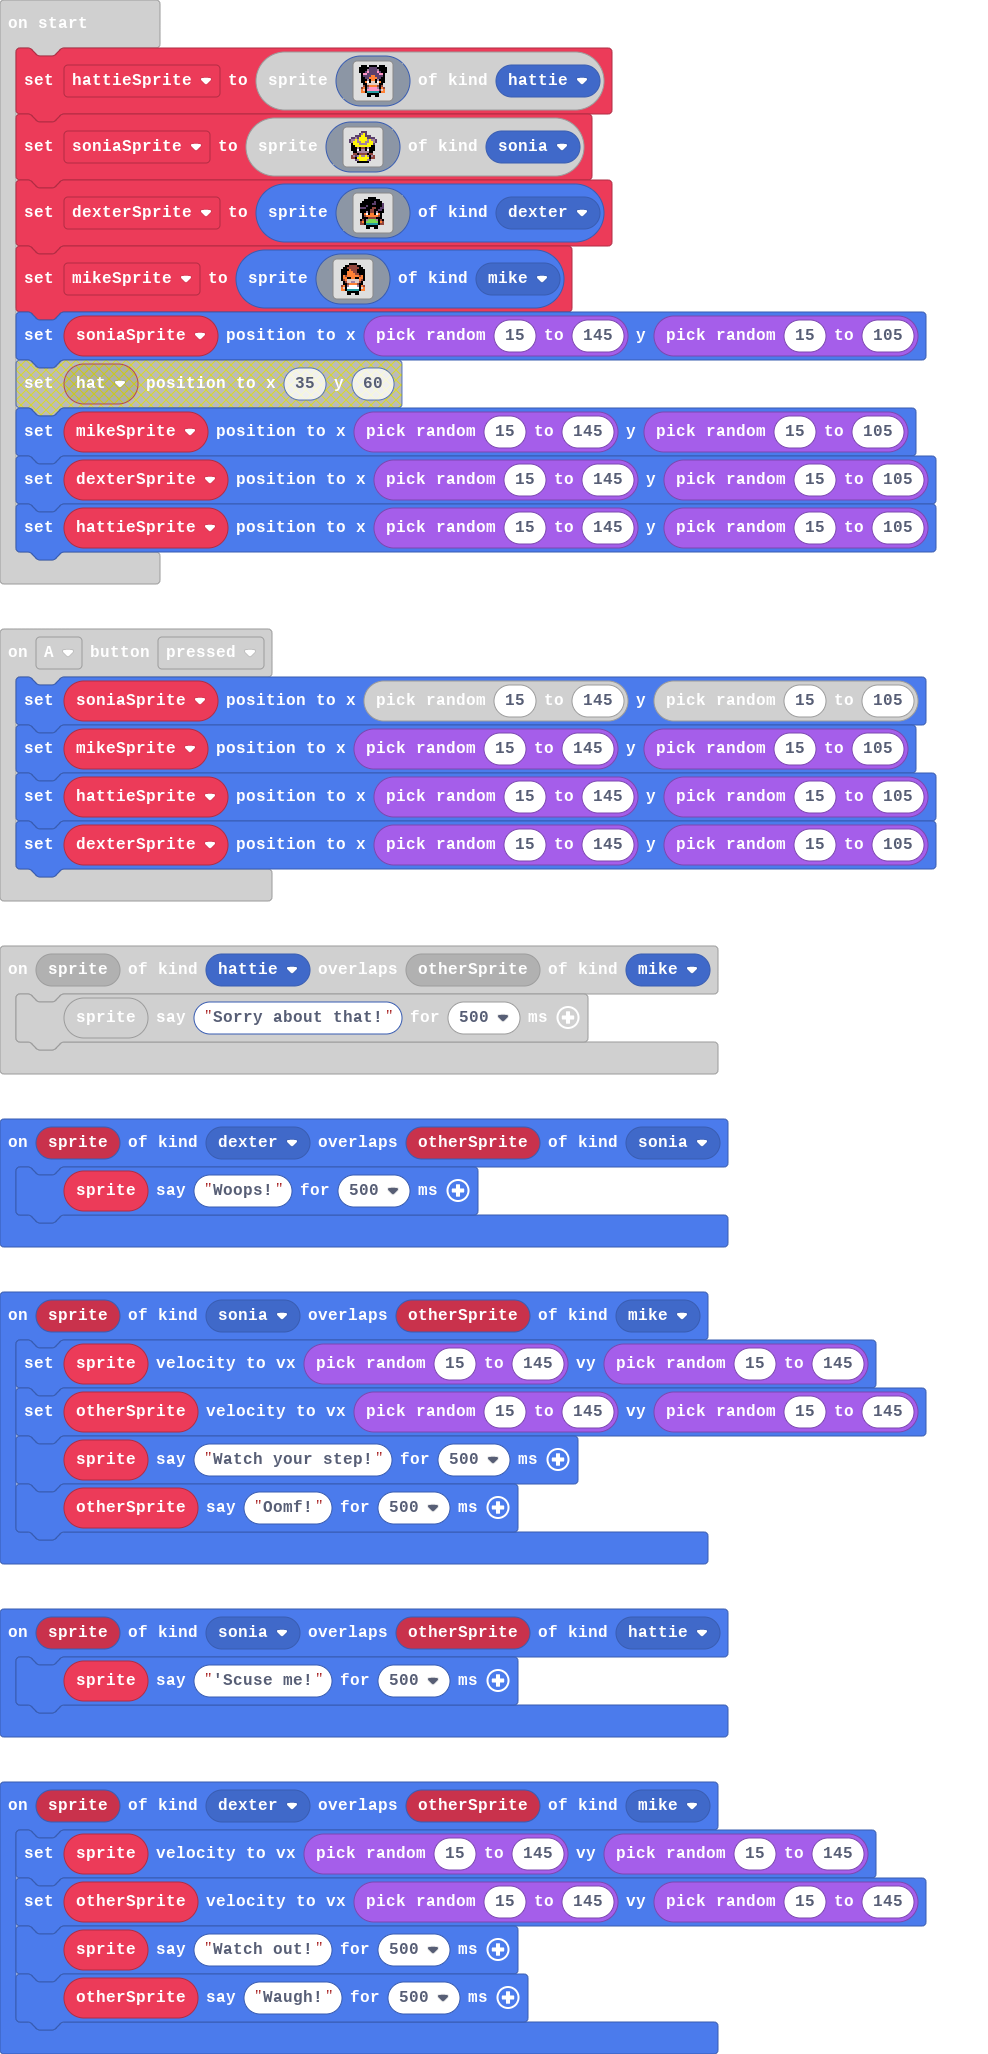 on start
set hattieSprite to sprite of kind hattie
set soniaSprite to sprite of kind sonia
set dexterSprite to sprite of kind dexter
set mikeSprite to sprite of kind mike
set soniaSprite position to x pick random 15 to 145 y pick random 15 to 105
set hat position to x 35 y 60
set mikeSprite position to x pick random 15 to 145 y pick random 15 to 105
set dexterSprite position to x pick random 15 to 145 y pick random 15 to 105
set hattieSprite position to x pick random 15 to 145 y pick random 15 to 105
on A button pressed
set soniaSprite position to x pick random 15 to 145 y pick random 15 to 105
set mikeSprite position to x pick random 15 to 145 y pick random 15 to 105
set hattieSprite position to x pick random 15 to 145 y pick random 15 to 105
set dexterSprite position to x pick random 15 to 145 y pick random 15 to 105
on sprite of kind hattie overlaps otherSprite of kind mike
sprite say "Sorry about that!" for 500 ms
on sprite of kind dexter overlaps otherSprite of kind sonia
sprite say "Woops!" for 500 ms
on sprite of kind sonia overlaps otherSprite of kind mike
set sprite velocity to vx pick random 15 to 145 vy pick random 15 to 145
set otherSprite velocity to vx pick random 15 to 145 vy pick random 15 to 145
sprite say "Watch your step!" for 500 ms
otherSprite say "Oomf!" for 500 ms
on sprite of kind sonia overlaps otherSprite of kind hattie
sprite say "'Scuse me!" for 500 ms
on sprite of kind dexter overlaps otherSprite of kind mike
set sprite velocity to vx pick random 15 to 145 vy pick random 15 to 145
set otherSprite velocity to vx pick random 15 to 145 vy pick random 15 to 145
sprite say "Watch out!" for 500 ms
otherSprite say "Waugh!" for 500 ms